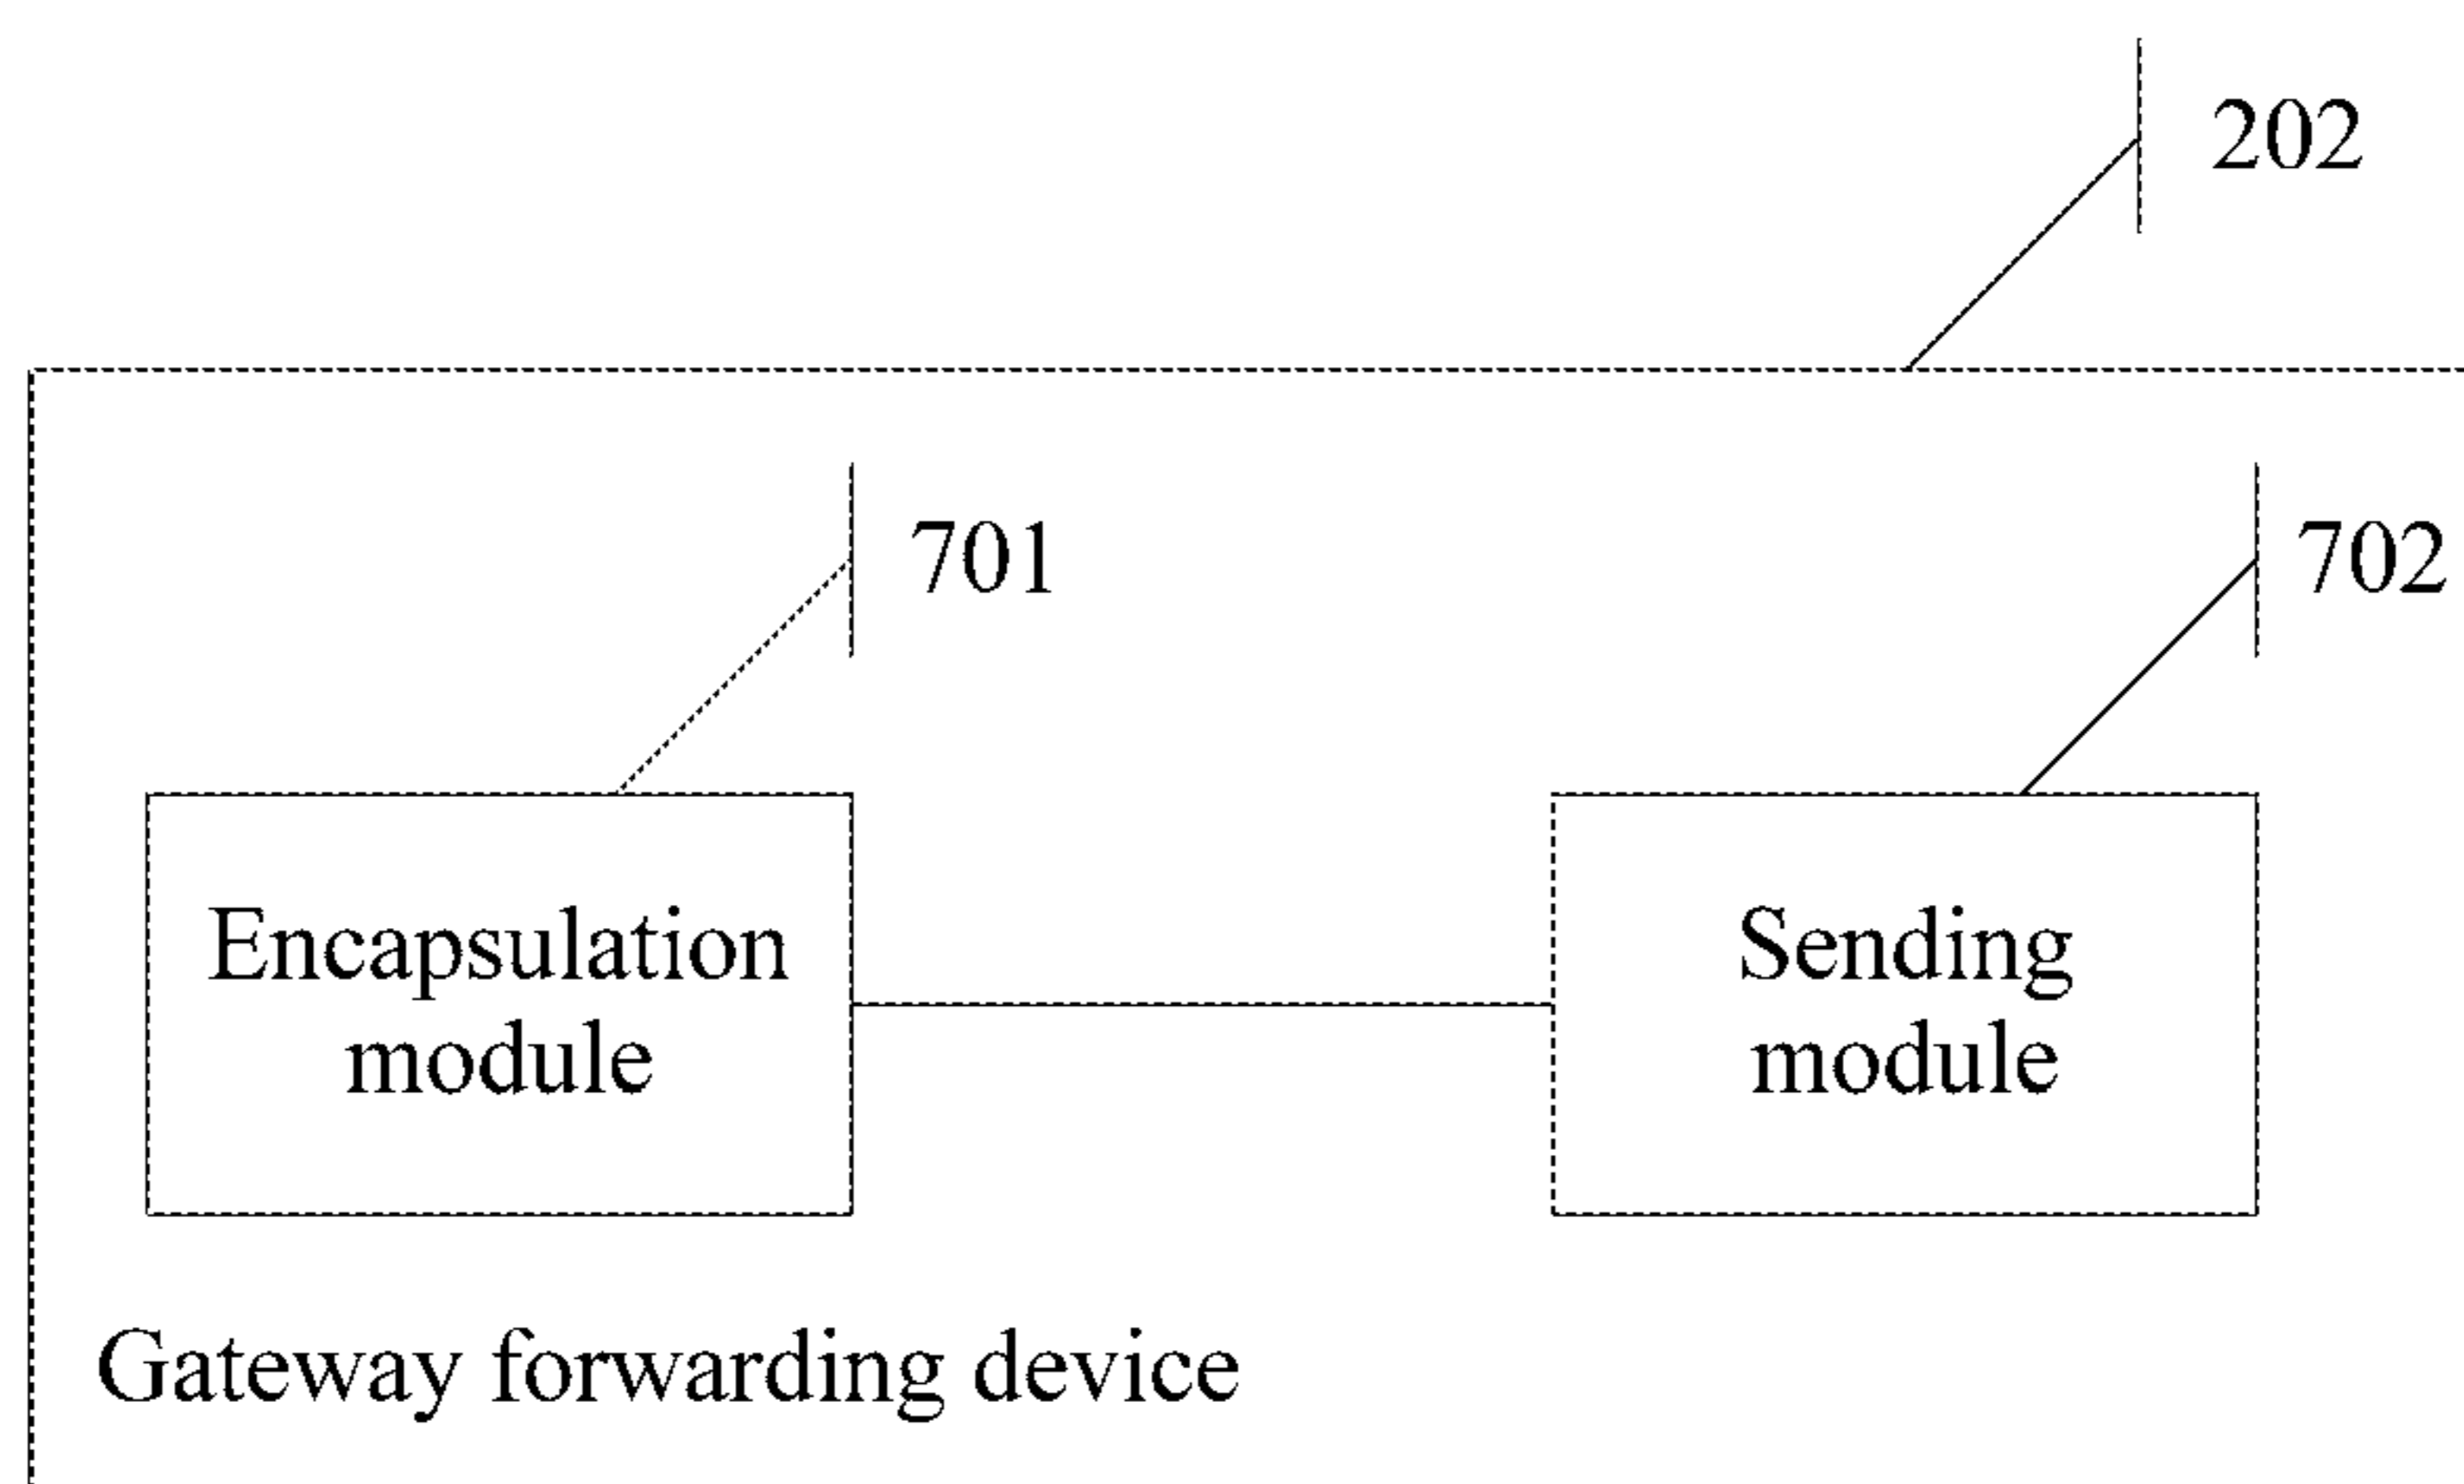 202
701
702
Encapsulation
module
Sending
module
Gateway forwarding device